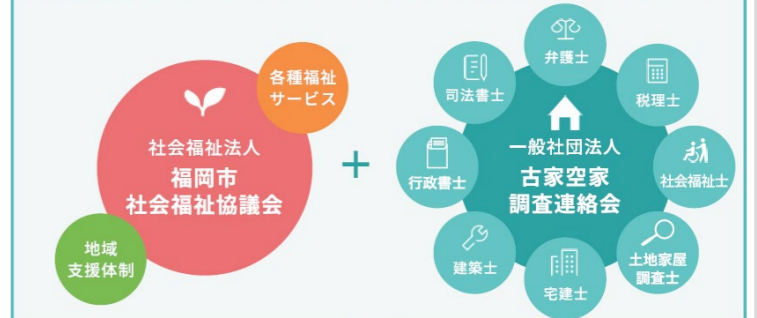 各種福祉
サービス
社会福祉法人
福岡市
社会福祉協議会
地域
支援体制
+
弁護士
司法書士
税理士
一般社団法人
古家空家
調査連絡会
行政書士
社会福祉士
建築士
土地家屋
調査士
宅建士